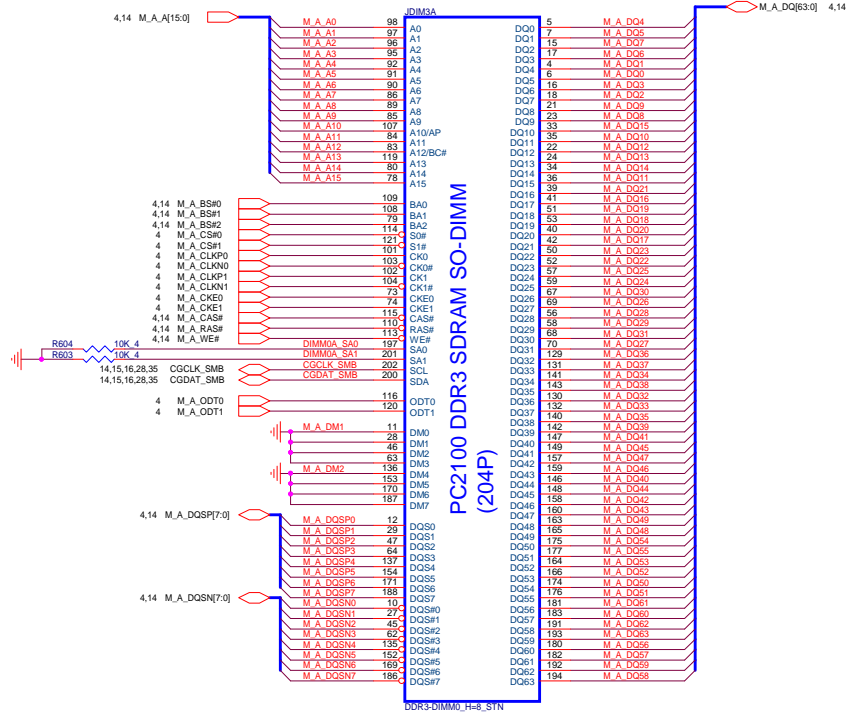 JDIM3A
4,14 M_A_A[15:0]
M_A_A0 98 A0
M_A_A1 97 A1
M_A_A2 96 A2
M_A_A3 95 A3
M_A_A4 92 A4
M_A_A5 91 A5
M_A_A6 90 A6
M_A_A7 86 A7
M_A_A8 89 A8
M_A_A9 85 A9
M_A_A10 107 A10/AP
M_A_A11 84 A11
M_A_A12 83 A12/BC#
M_A_A13 119 A13
M_A_A14 80 A14
M_A_A15 78 A15
4,14 M_A_BS#0 109 BA0
4,14 M_A_BS#1 108 BA1
4,14 M_A_BS#2 79 BA2
4 M_A_CS#0 114 S0#
4 M_A_CS#1 121 S1#
4 M_A_CLKP0 101 CK0
4 M_A_CLKN0 103 CK0#
4 M_A_CLKP1 102 CK1
4 M_A_CLKN1 104 CK1#
4 M_A_CKE0 73 CKE0
4 M_A_CKE1 74 CKE1
4,14 M_A_CAS# 115 CAS#
4,14 M_A_RAS# 110 RAS#
4,14 M_A_WE# 113 WE#
R604 10K_4 DIMM0A_SA0 197 SA0
R603 10K_4 DIMM0A_SA1 201 SA1
14,15,16,28,35 CGCLK_SMB CGCLK_SMB 202 SCL
14,15,16,28,35 CGDAT_SMB CGDAT_SMB 200 SDA
4 M_A_ODT0 116 ODT0
4 M_A_ODT1 120 ODT1
M_A_DM1 11 DM0
28 DM1
46 DM2
63 DM3
M_A_DM2 136 DM4
153 DM5
170 DM6
187 DM7
4,14 M_A_DQSP[7:0]
M_A_DQSP0 12 DQS0
M_A_DQSP1 29 DQS1
M_A_DQSP2 47 DQS2
M_A_DQSP3 64 DQS3
M_A_DQSP4 137 DQS4
M_A_DQSP5 154 DQS5
M_A_DQSP6 171 DQS6
M_A_DQSP7 188 DQS7
4,14 M_A_DQSN[7:0]
M_A_DQSN0 10 DQS#0
M_A_DQSN1 27 DQS#1
M_A_DQSN2 45 DQS#2
M_A_DQSN3 62 DQS#3
M_A_DQSN4 135 DQS#4
M_A_DQSN5 152 DQS#5
M_A_DQSN6 169 DQS#6
M_A_DQSN7 186 DQS#7
PC2100 DDR3 SDRAM SO-DIMM
(204P)
M_A_DQ[63:0] 4,14
DQ0 5 M_A_DQ4
DQ1 7 M_A_DQ5
DQ2 15 M_A_DQ7
DQ3 17 M_A_DQ6
DQ4 4 M_A_DQ1
DQ5 6 M_A_DQ0
DQ6 16 M_A_DQ3
DQ7 18 M_A_DQ2
DQ8 21 M_A_DQ9
DQ9 23 M_A_DQ8
DQ10 33 M_A_DQ15
DQ11 35 M_A_DQ10
DQ12 22 M_A_DQ12
DQ13 24 M_A_DQ13
DQ14 34 M_A_DQ14
DQ15 36 M_A_DQ11
DQ16 39 M_A_DQ21
DQ17 41 M_A_DQ16
DQ18 51 M_A_DQ19
DQ19 53 M_A_DQ18
DQ20 40 M_A_DQ20
DQ21 42 M_A_DQ17
DQ22 50 M_A_DQ23
DQ23 52 M_A_DQ22
DQ24 57 M_A_DQ25
DQ25 59 M_A_DQ24
DQ26 67 M_A_DQ30
DQ27 69 M_A_DQ26
DQ28 56 M_A_DQ28
DQ29 58 M_A_DQ29
DQ30 68 M_A_DQ31
DQ31 70 M_A_DQ27
DQ32 129 M_A_DQ36
DQ33 131 M_A_DQ37
DQ34 141 M_A_DQ34
DQ35 143 M_A_DQ38
DQ36 130 M_A_DQ32
DQ37 132 M_A_DQ33
DQ38 140 M_A_DQ35
DQ39 142 M_A_DQ39
DQ40 147 M_A_DQ41
DQ41 149 M_A_DQ45
DQ42 157 M_A_DQ47
DQ43 159 M_A_DQ46
DQ44 146 M_A_DQ40
DQ45 148 M_A_DQ44
DQ46 158 M_A_DQ42
DQ47 160 M_A_DQ43
DQ48 163 M_A_DQ49
DQ49 165 M_A_DQ48
DQ50 175 M_A_DQ54
DQ51 177 M_A_DQ55
DQ52 164 M_A_DQ53
DQ53 166 M_A_DQ52
DQ54 174 M_A_DQ50
DQ55 176 M_A_DQ51
DQ56 181 M_A_DQ61
DQ57 183 M_A_DQ60
DQ58 191 M_A_DQ62
DQ59 193 M_A_DQ63
DQ60 180 M_A_DQ56
DQ61 182 M_A_DQ57
DQ62 192 M_A_DQ59
DQ63 194 M_A_DQ58
DDR3-DIMM0_H=8_STN